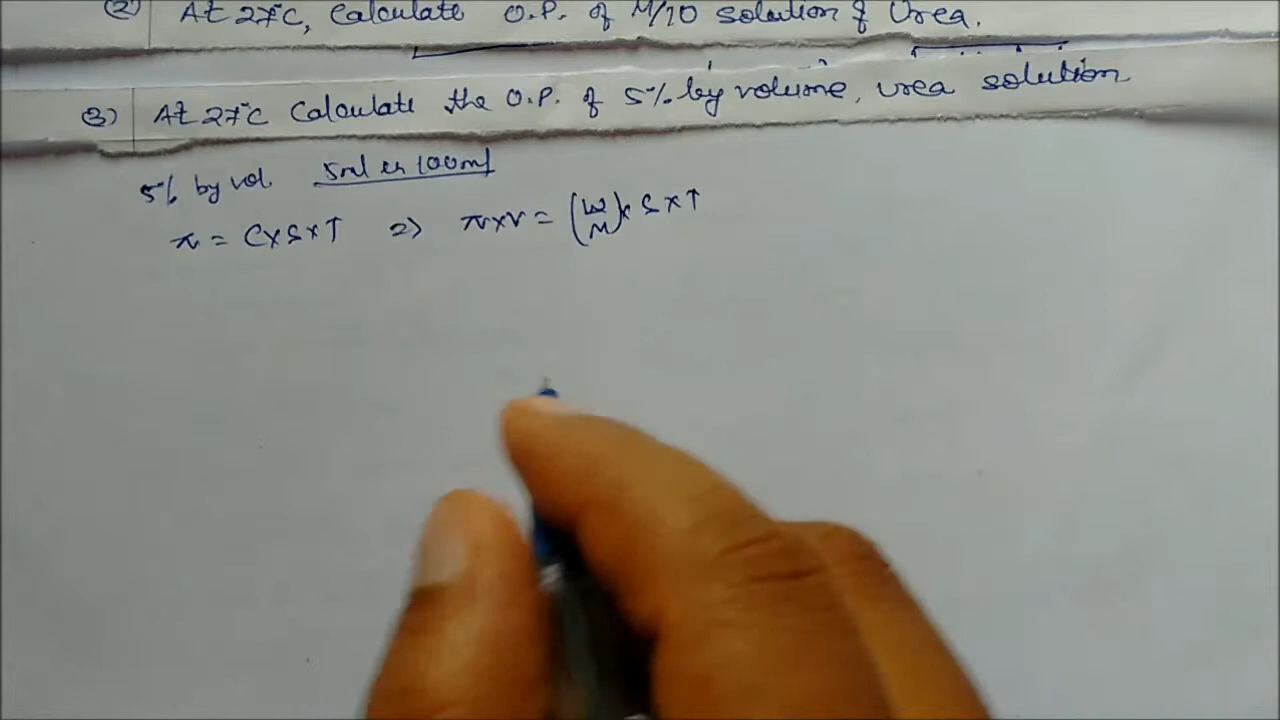 (2) At 27°C, Calculate O.P. of M/10 solution of Urea.
(3) At 27°C Calculate the O.P. of 5% by volume, urea solution
5% by vol. 5ml in 100ml
π = C×S×T => π×V = (W/M)× S×T